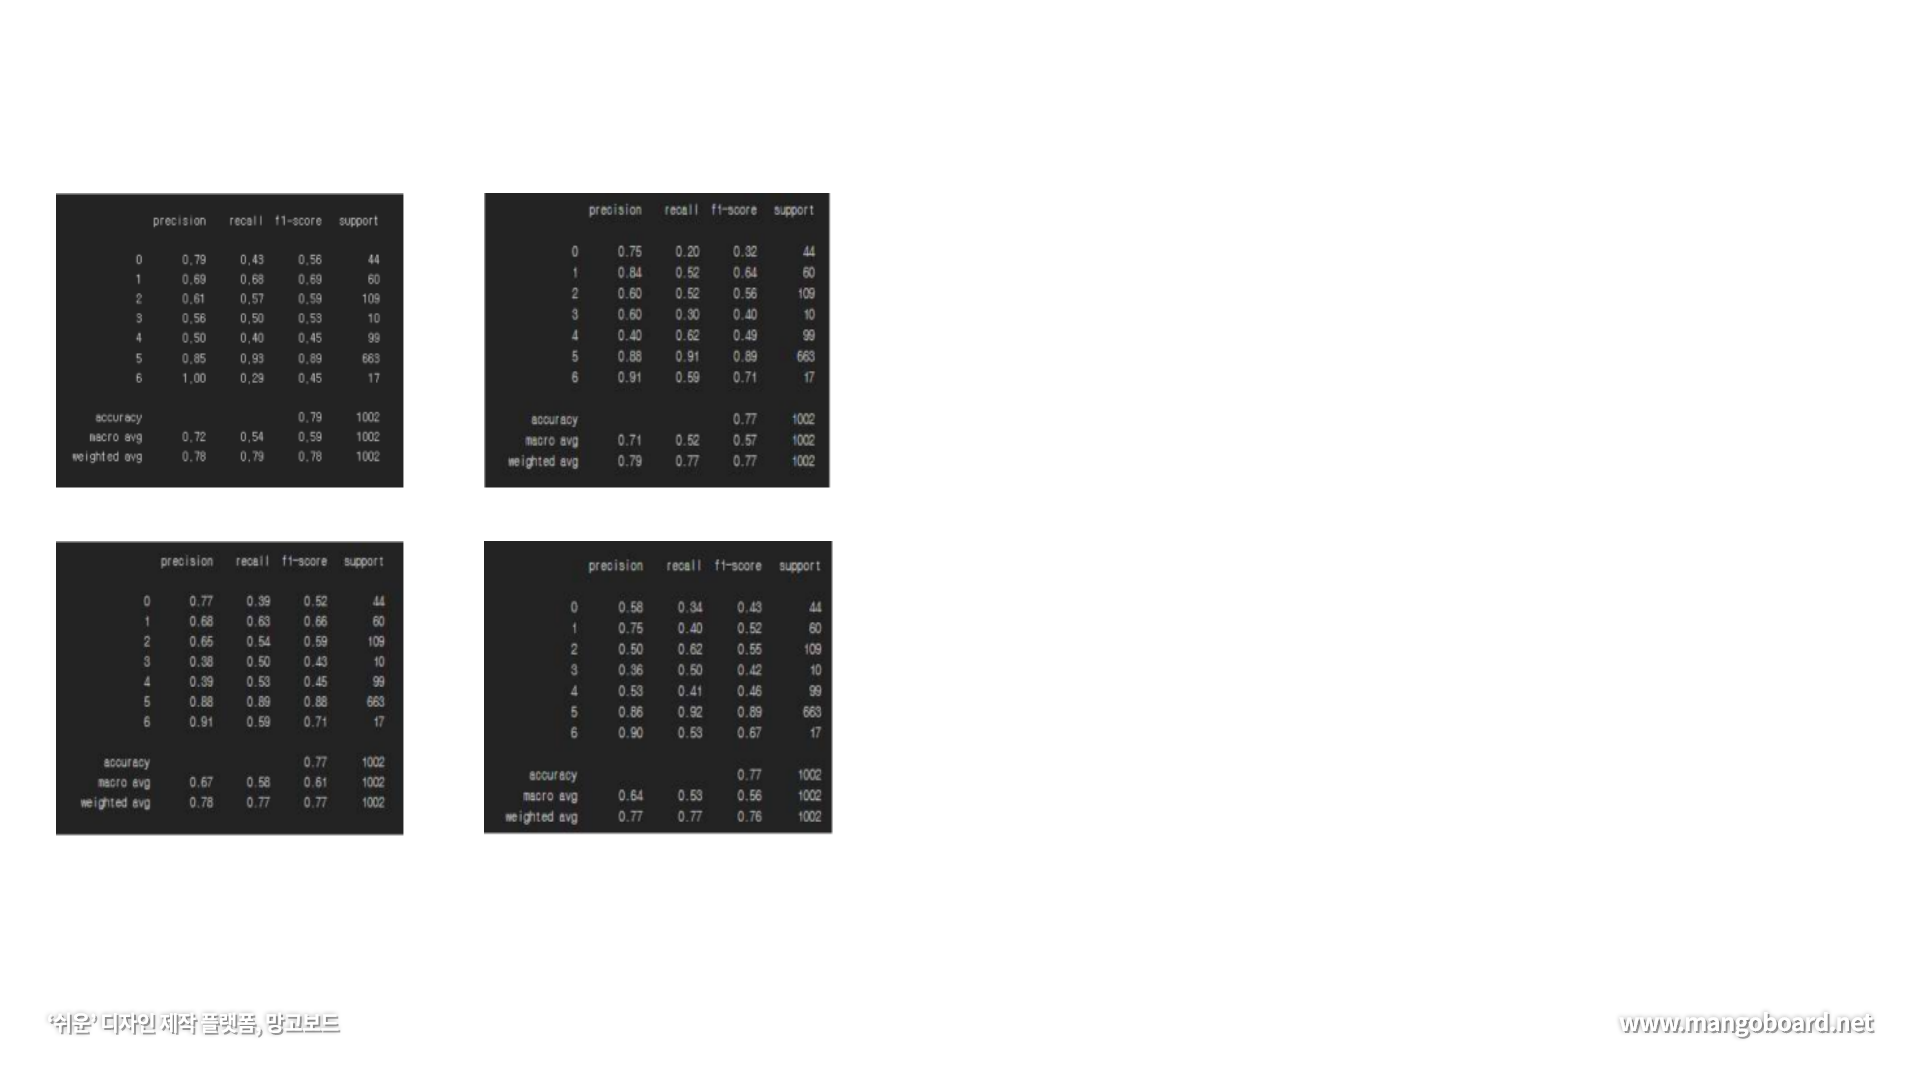 precision recall f1-score support
0 0,79 0,43 0,56 44
1 0,69 0,68 0,69 60
2 0,61 0,57 0,59 109
3 0,56 0,50 0,53 10
4 0,50 0,40 0,45 99
5 0,85 0,93 0,89 663
6 1,00 0,29 0,45 17
accuracy 0,79 1002
macro avg 0,72 0,54 0,59 1002
weighted avg 0,78 0,79 0,78 1002
precision recall f1-score support
0 0.75 0.20 0.32 44
1 0.84 0.52 0.64 60
2 0.60 0.52 0.56 109
3 0.60 0.30 0.40 10
4 0.40 0.62 0.49 99
5 0.88 0.91 0.89 663
6 0.91 0.59 0.71 17
accuracy 0.77 1002
macro avg 0.71 0.52 0.57 1002
weighted avg 0.79 0.77 0.77 1002
precision recall f1-score support
0 0.77 0.39 0.52 44
1 0.68 0.63 0.66 60
2 0.65 0.54 0.59 109
3 0.38 0.50 0.43 10
4 0.39 0.53 0.45 99
5 0.88 0.89 0.88 663
6 0.91 0.59 0.71 17
accuracy 0.77 1002
macro avg 0.67 0.58 0.61 1002
weighted avg 0.78 0.77 0.77 1002
precision recall f1-score support
0 0.58 0.34 0.43 44
1 0.75 0.40 0.52 60
2 0.50 0.62 0.55 109
3 0.36 0.50 0.42 10
4 0.53 0.41 0.46 99
5 0.86 0.92 0.89 663
6 0.90 0.53 0.67 17
accuracy 0.77 1002
macro avg 0.64 0.53 0.56 1002
weighted avg 0.77 0.77 0.76 1002
'쉬운' 디자인 제작 플랫폼, 망고보드
www.mangoboard.net